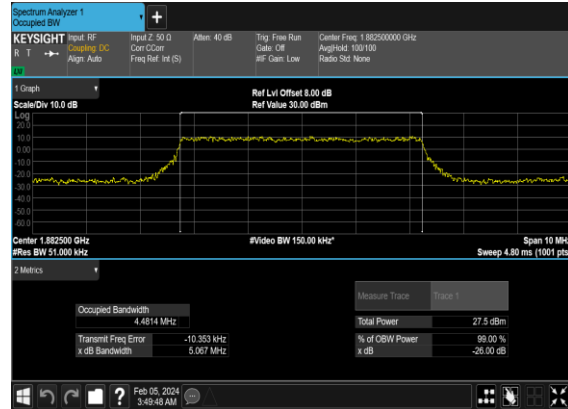 Spectrum Analyzer 1
Occupied BW
KEYSIGHT
R T
LXI
Input: RF
Coupling: DC
Align: Auto
Input Z: 50 Ω
Corr CCorr
Freq Ref: Int (S)
Atten: 40 dB
Trig: Free Run
Gate: Off
#IF Gain: Low
Center Freq: 1.882500000 GHz
Avg|Hold: 100/100
Radio Std: None
1 Graph
Scale/Div 10.0 dB
Ref Lvl Offset 8.00 dB
Ref Value 30.00 dBm
Log
20.0
10.0
0.00
-10.0
-20.0
-30.0
-40.0
-50.0
-60.0
Center 1.882500 GHz
#Res BW 51.000 kHz
#Video BW 150.00 kHz*
Span 10 MHz
Sweep 4.80 ms (1001 pts
2 Metrics
Measure Trace
Trace 1
Occupied Bandwidth
4.4814 MHz
Total Power
27.5 dBm
Transmit Freq Error
-10.353 kHz
% of OBW Power
99.00 %
x dB Bandwidth
5.067 MHz
x dB
-26.00 dB
?
Feb 05, 2024
3:49:48 AM